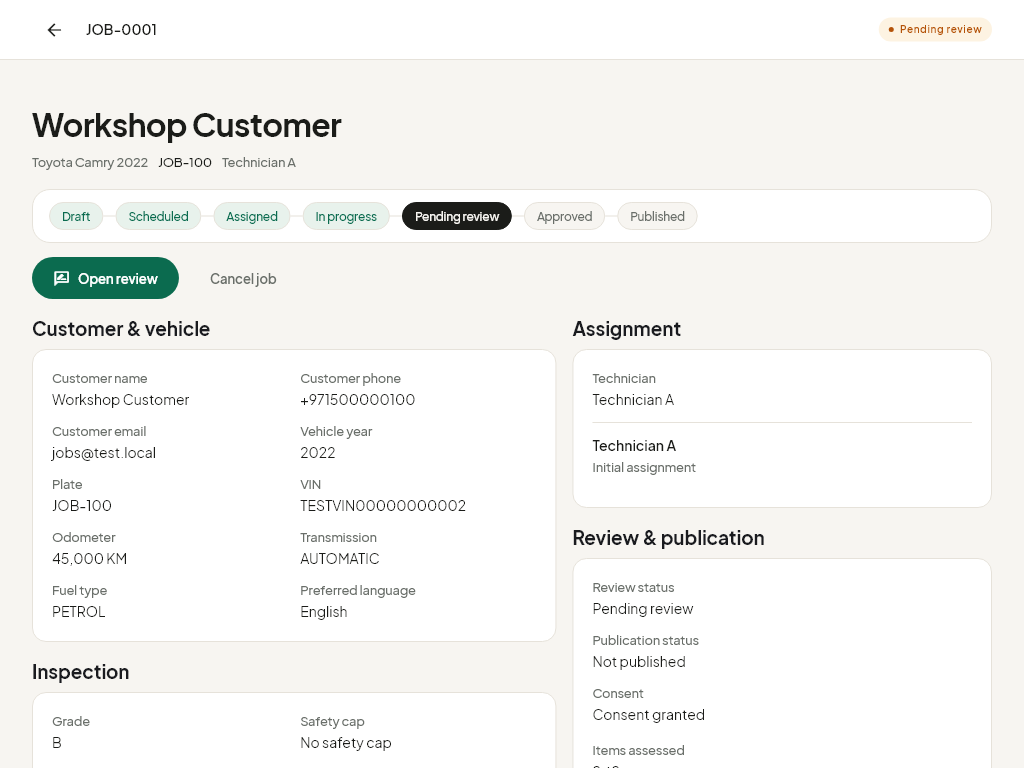 JOB-0001
Pending review
Workshop Customer
Toyota Camry 2022 JOB-100 Technician A
Draft Scheduled Assigned In progress Pending review Approved Published
Open review Cancel job
Customer & vehicle
Customer name Customer phone
Workshop Customer +971500000100
Customer email Vehicle year
jobs@test.local 2022
Plate VIN
JOB-100 TESTVIN00000000002
Odometer Transmission
45,000 KM AUTOMATIC
Fuel type Preferred language
PETROL English
Inspection
Grade Safety cap
B No safety cap
Assignment
Technician
Technician A
Technician A
Initial assignment
Review & publication
Review status
Pending review
Publication status
Not published
Consent
Consent granted
Items assessed